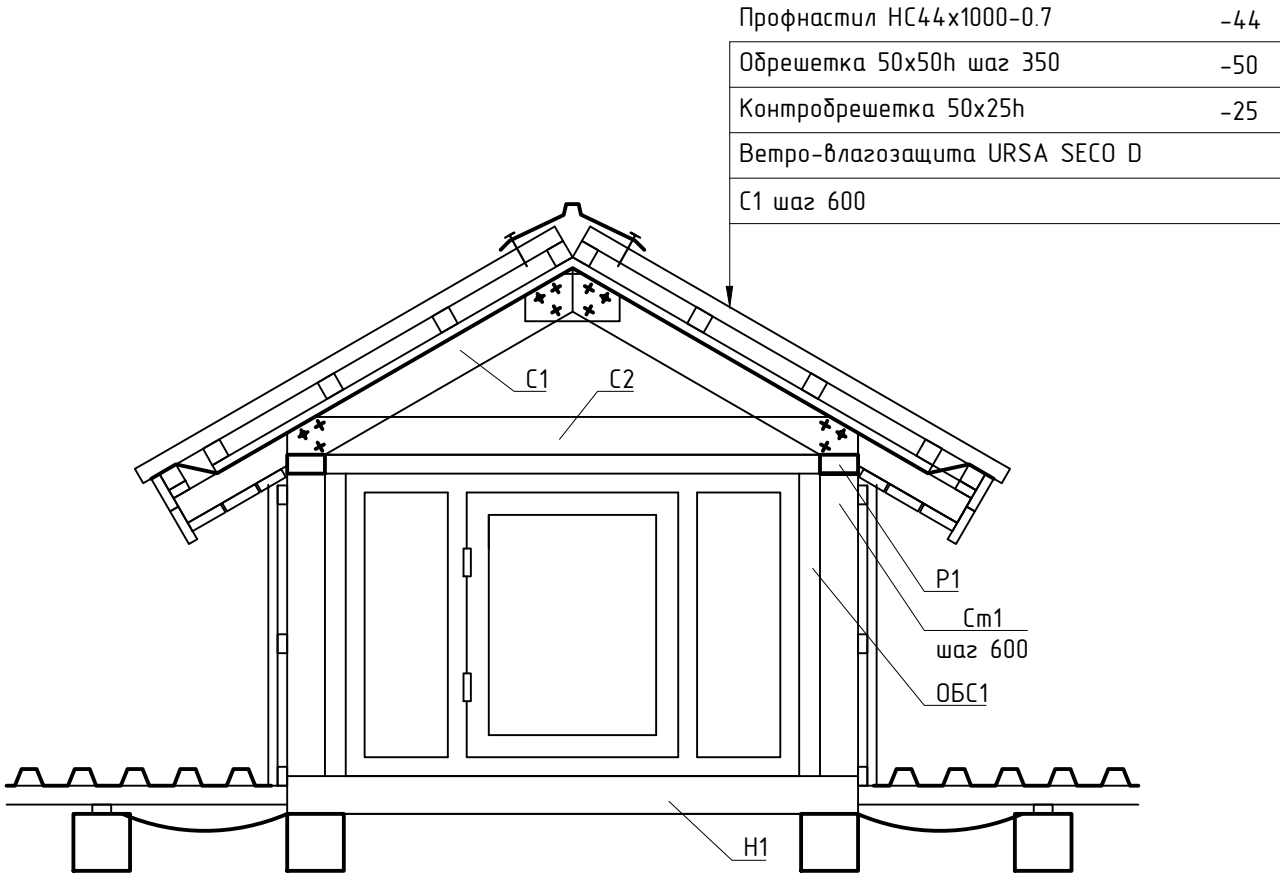 Профнастил НС44х1000-0.7 -44
Обрешетка 50х50h шаг 350 -50
Контробрешетка 50х25h -25
Ветро-влагозащита URSA SECO D
С1 шаг 600
С1
С2
Р1
Ст1
шаг 600
ОБС1
Н1